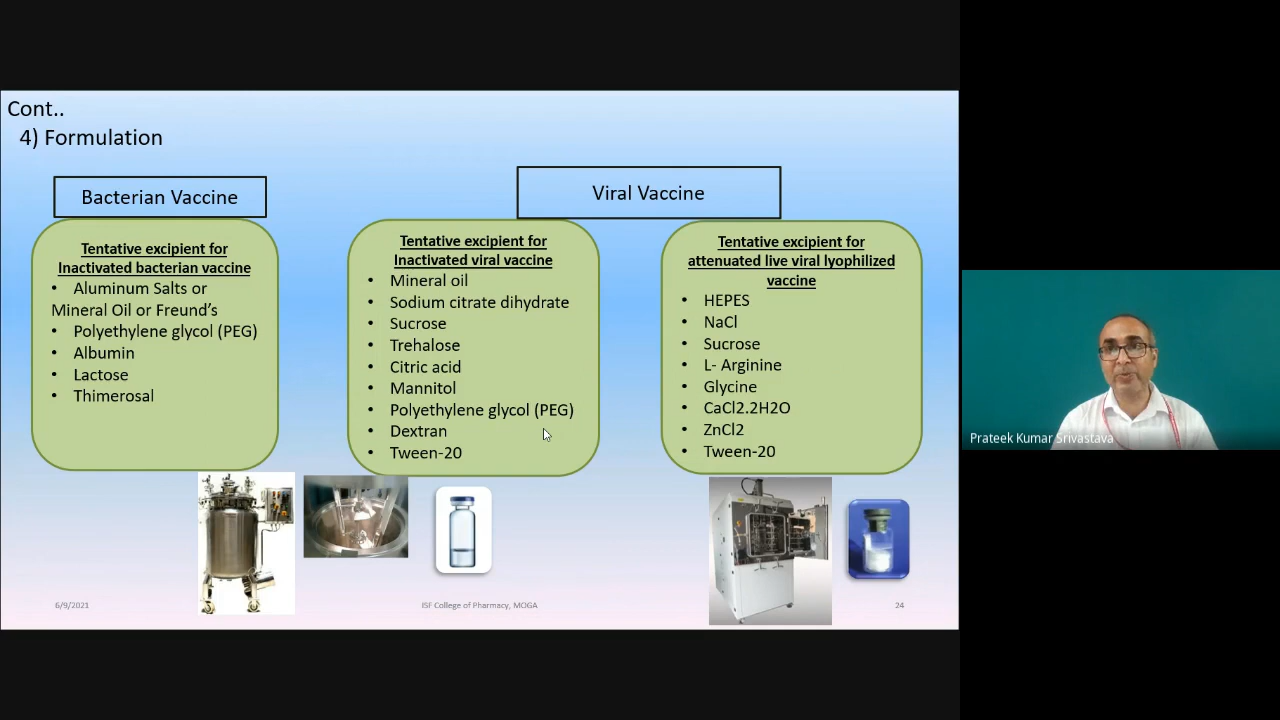 Cont..
4) Formulation
Bacterian Vaccine
Viral Vaccine
Tentative excipient for
Inactivated bacterian vaccine
• Aluminum Salts or
Mineral Oil or Freund’s
• Polyethylene glycol (PEG)
• Albumin
• Lactose
• Thimerosal
Tentative excipient for
Inactivated viral vaccine
• Mineral oil
• Sodium citrate dihydrate
• Sucrose
• Trehalose
• Citric acid
• Mannitol
• Polyethylene glycol (PEG)
• Dextran
• Tween-20
Tentative excipient for
attenuated live viral lyophilized
vaccine
• HEPES
• NaCl
• Sucrose
• L- Arginine
• Glycine
• CaCl2.2H2O
• ZnCl2
• Tween-20
6/9/2021
ISF College of Pharmacy, MOGA
24
Prateek Kumar Srivastava